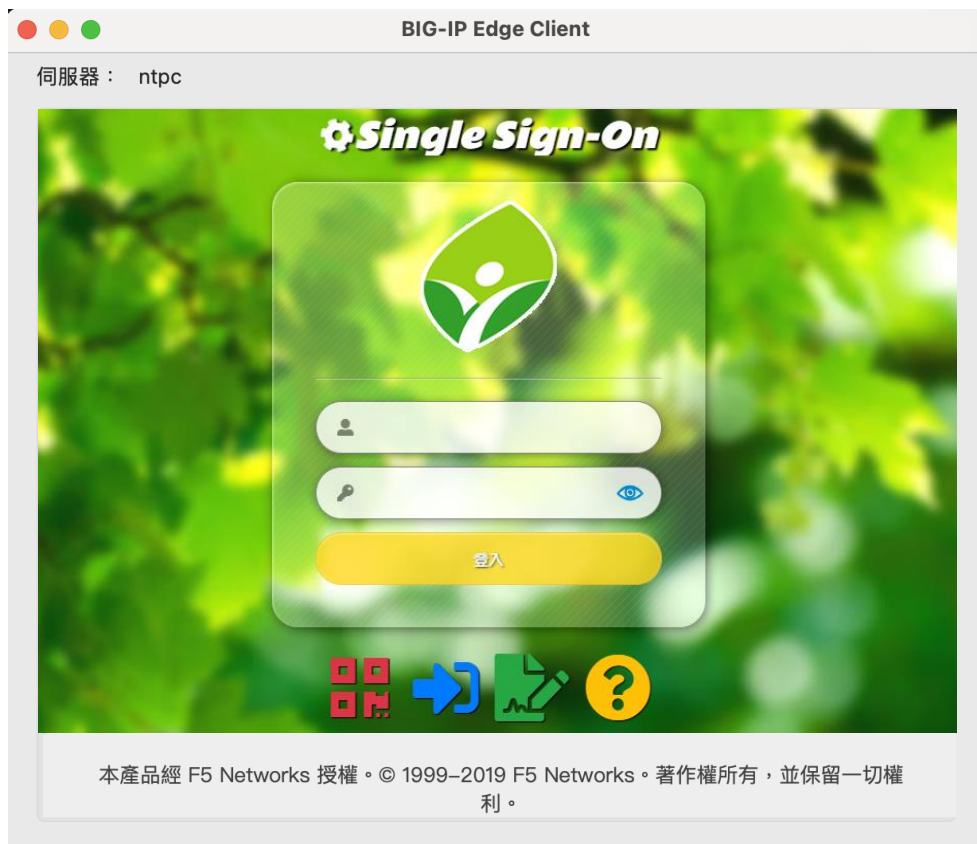 BIG-IP Edge Client
伺服器： ntpc
Single Sign-On
登入
本產品經 F5 Networks 授權。© 1999–2019 F5 Networks。著作權所有，並保留一切權
利。